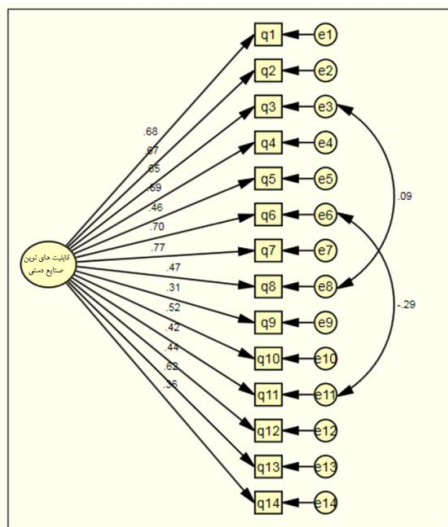 q1 e1
q2 e2
q3 e3
.68 q4 e4
.67
.65 q5 e5
.69 .09
.46 q6 e6
.70
.77 q7 e7
قابلیت های نوین
صنایع دستی
.47 q8 e8
.31 q9 e9
-.29
.52 q10 e10
.42
.44 q11 e11
.62
.36 q12 e12
q13 e13
q14 e14